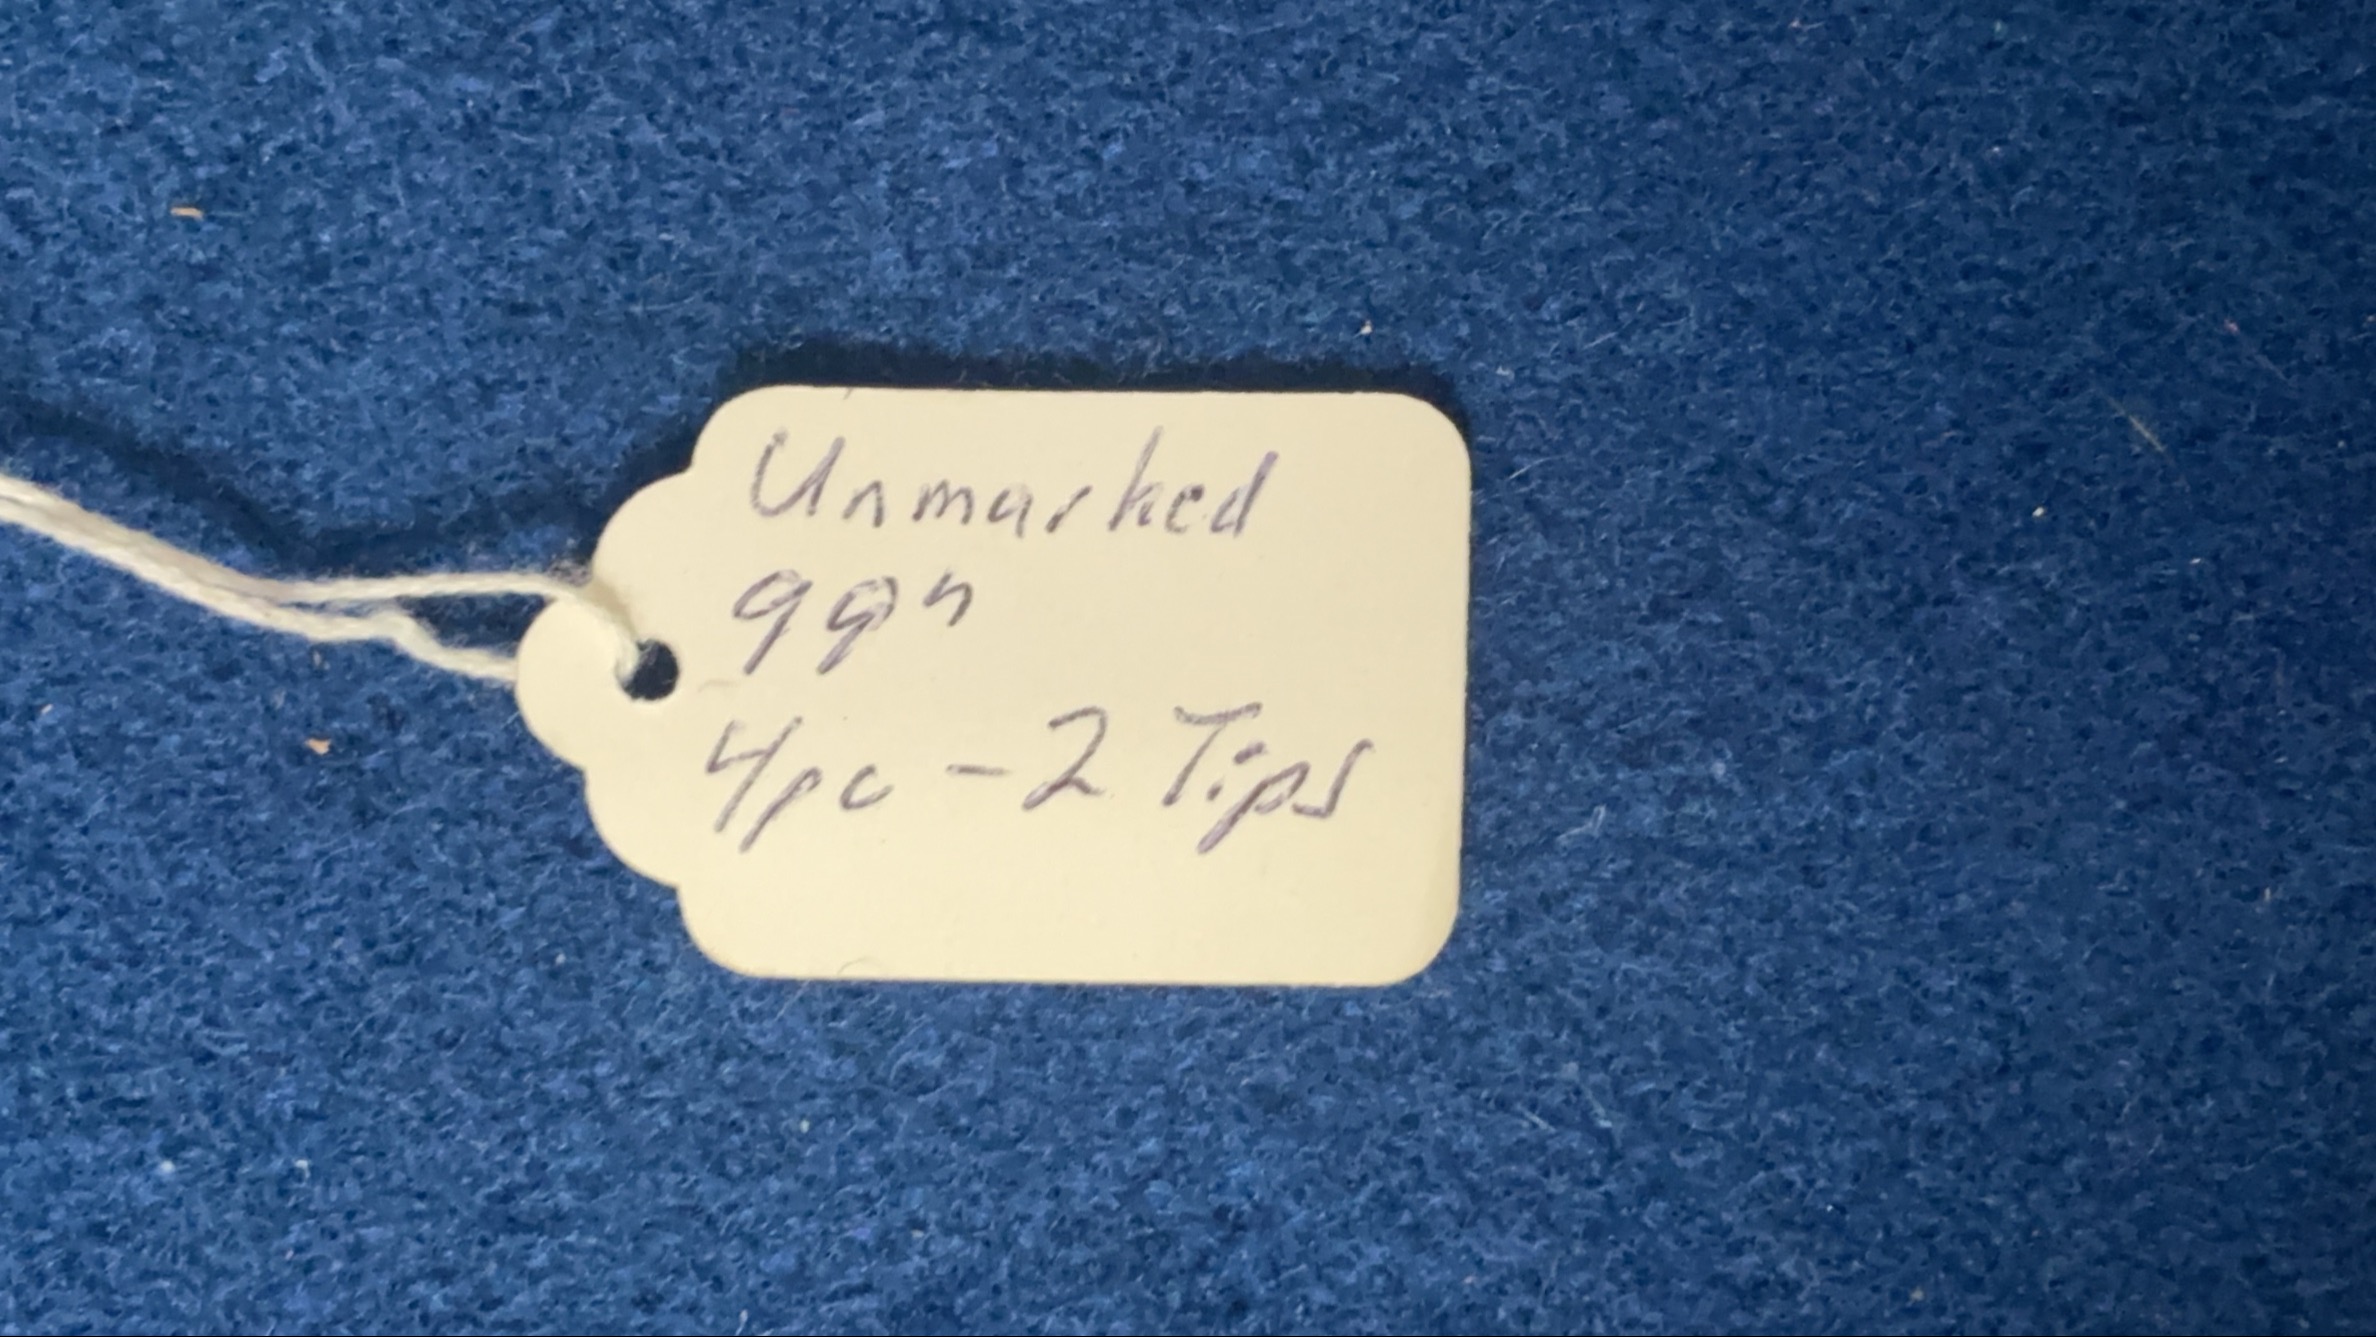 Unmarked
99"
4pc - 2 Tips